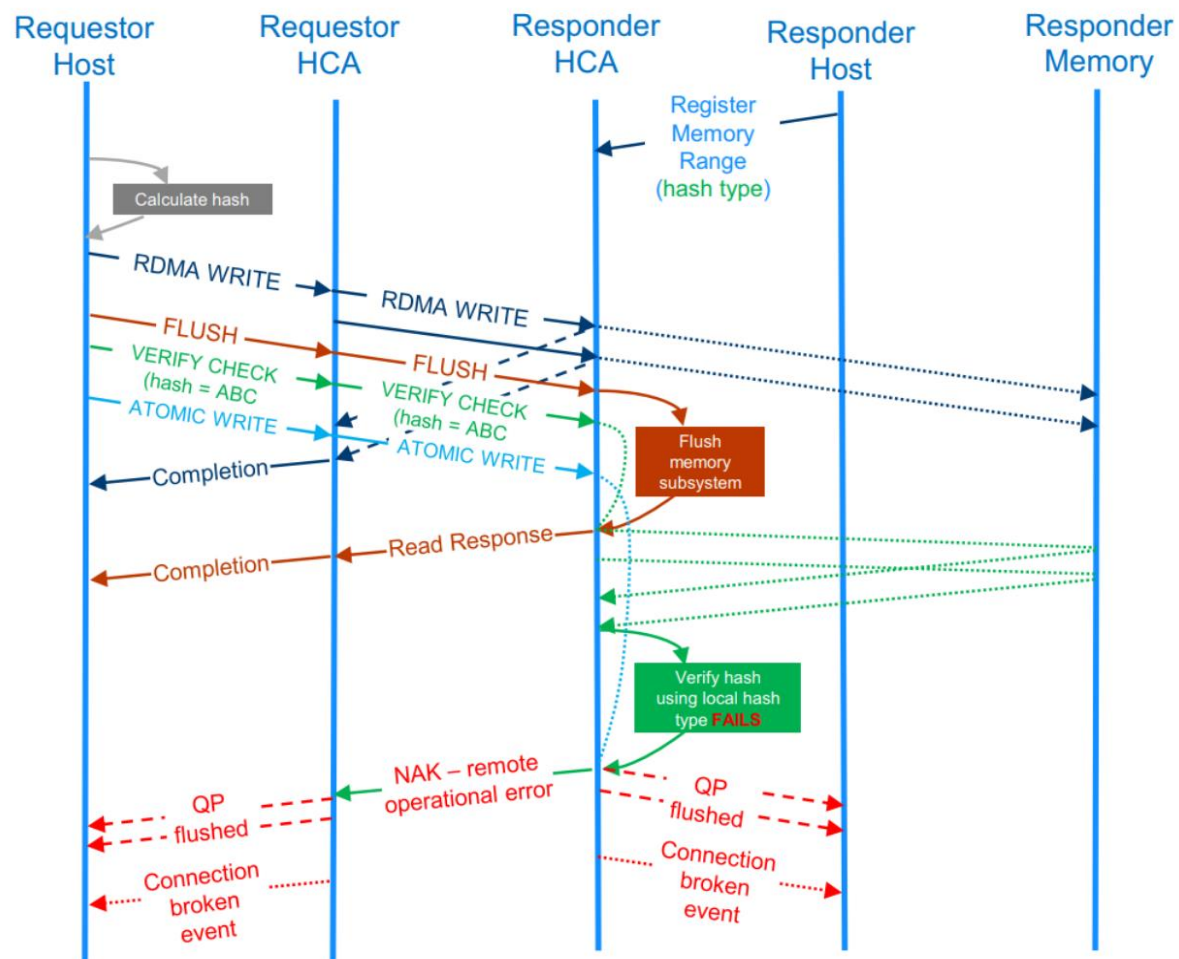 Requestor
Host
Requestor
HCA
Responder
HCA
Responder
Host
Responder
Memory
Register
Memory
Range
(hash type)
Calculate hash
RDMA WRITE
RDMA WRITE
FLUSH
FLUSH
VERIFY CHECK
(hash = ABC
VERIFY CHECK
(hash = ABC
ATOMIC WRITE
ATOMIC WRITE
Flush
memory
subsystem
Completion
Read Response
Completion
Verify hash
using local hash
type FAILS
NAK – remote
operational error
QP
flushed
QP
flushed
Connection
broken
event
Connection
broken
event